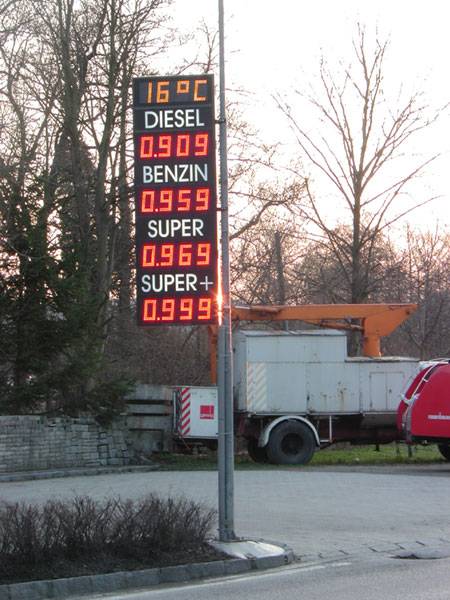 16°C
DIESEL
0.909
BENZIN
0.959
SUPER
0.969
SUPER+
0.999